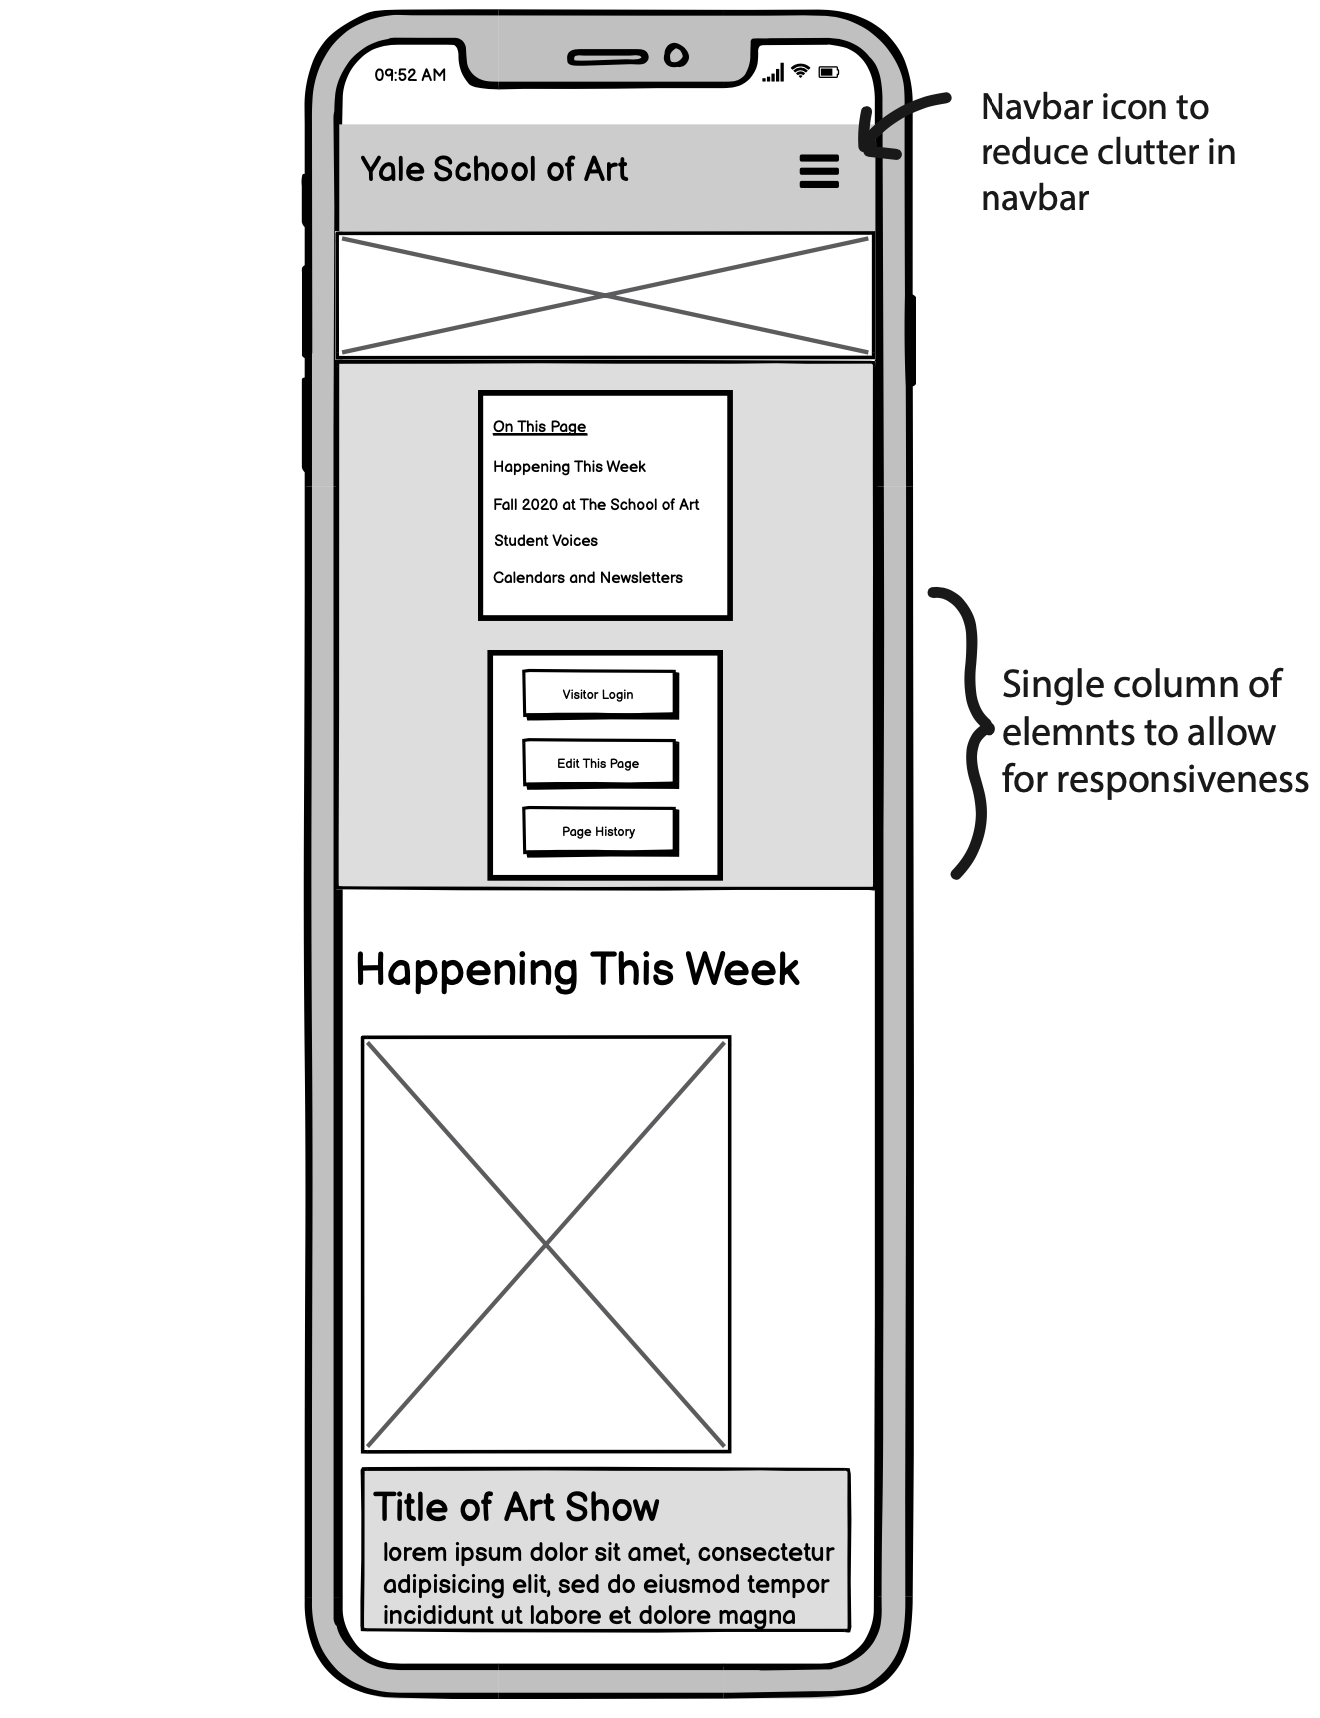 09:52 AM
Navbar icon to
reduce clutter in
navbar
Yale School of Art
On This Page
Happening This Week
Fall 2020 at The School of Art
Student Voices
Calendars and Newsletters
Visitor Login
Edit This Page
Page History
Single column of
elemnts to allow
for responsiveness
Happening This Week
Title of Art Show
lorem ipsum dolor sit amet, consectetur
adipisicing elit, sed do eiusmod tempor
incididunt ut labore et dolore magna